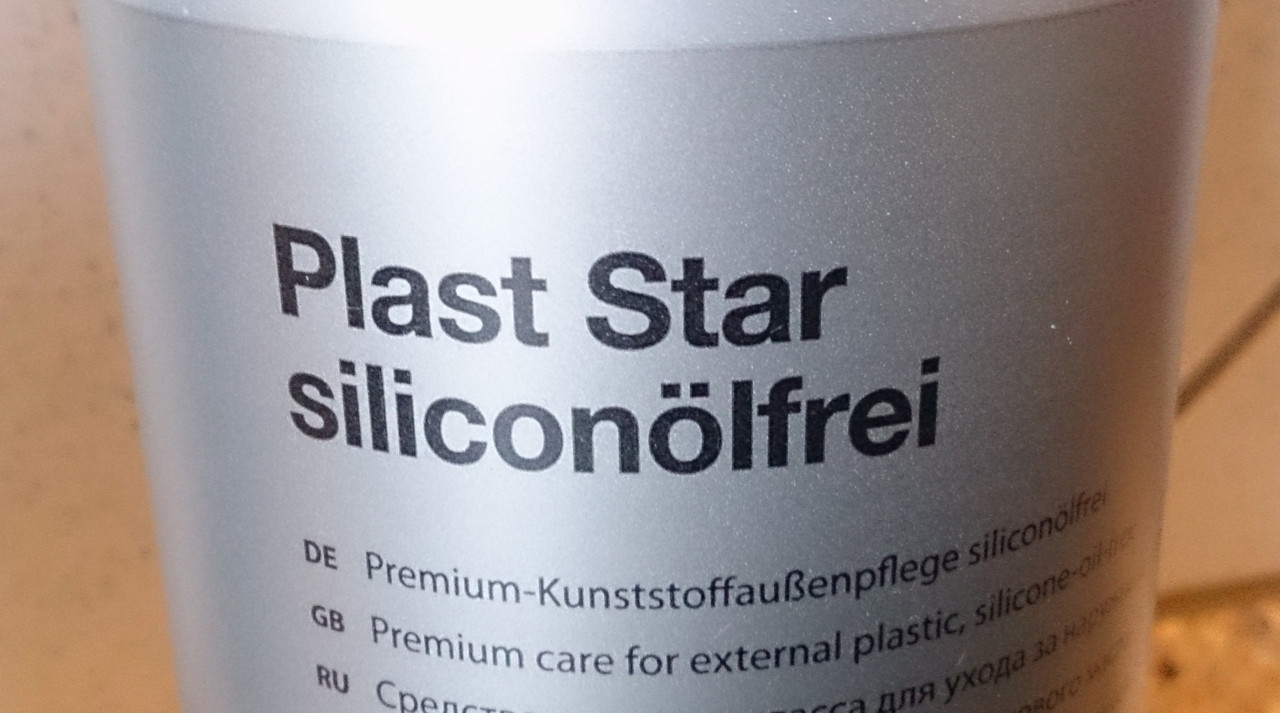 Plast Star
siliconölfrei
DE Premium-Kunststoffaußenpflege siliconölfrei
GB Premium care for external plastic, silicone-oil-free
RU для ухода за